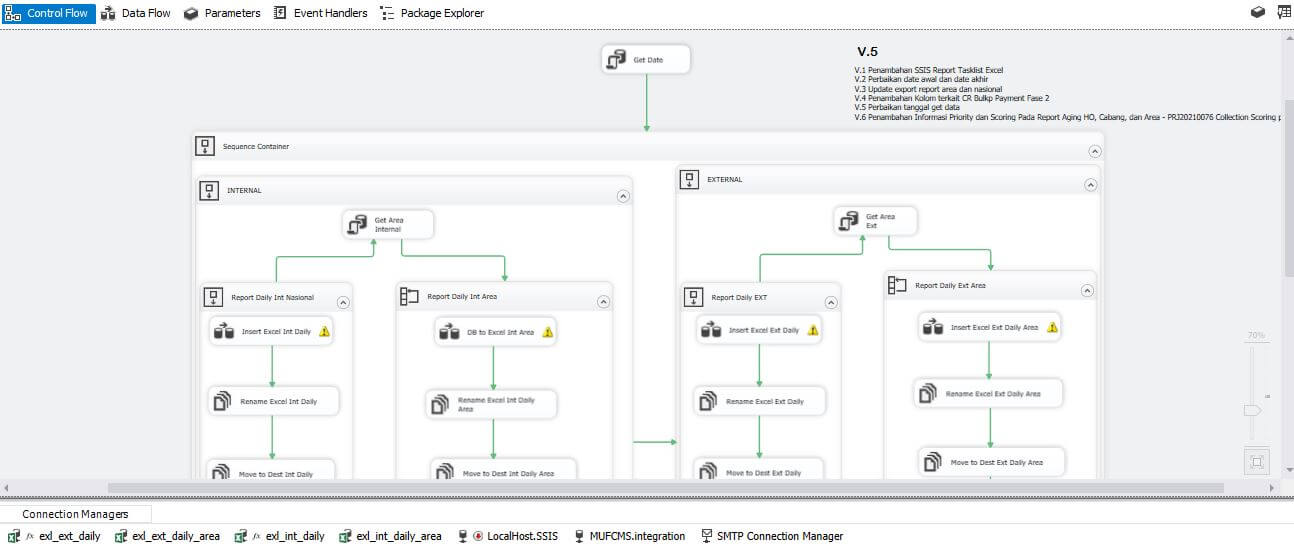 Control Flow
Data Flow
Parameters
Event Handlers
Package Explorer
Get Date
V.5
V.1 Penambahan SSIS Report Tasklist Excel
V.2 Perbaikan date awal dan date akhir
V.3 Update export report area dan nasional
V.4 Penambahan Kolom terkait CR Bulkp Payment Fase 2
V.5 Perbaikan tanggal get data
V.6 Penambahan Informasi Priority dan Scoring Pada Report Aging HO, Cabang, dan Area - PRJ20210076 Collection Scoring p
Sequence Container
INTERNAL
Get Area
Internal
Report Daily Int Nasional
Insert Excel Int Daily
Rename Excel Int Daily
Move to Dest Int Daily
Report Daily Int Area
DB to Excel Int Area
Rename Excel Int Daily
Area
Move to Dest Int Daily Area
EXTERNAL
Get Area
Ext
Report Daily EXT
Insert Excel Ext Daily
Rename Excel Ext Daily
Move to Dest Ext Daily
Report Daily Ext Area
Insert Excel Ext Daily Area
Rename Excel Ext Daily Area
Move to Dest Ext Daily Area
70%
Connection Managers
fx exl_ext_daily
exl_ext_daily_area
fx exl_int_daily
exl_int_daily_area
LocalHost.SSIS
MUFCMS.integration
SMTP Connection Manager